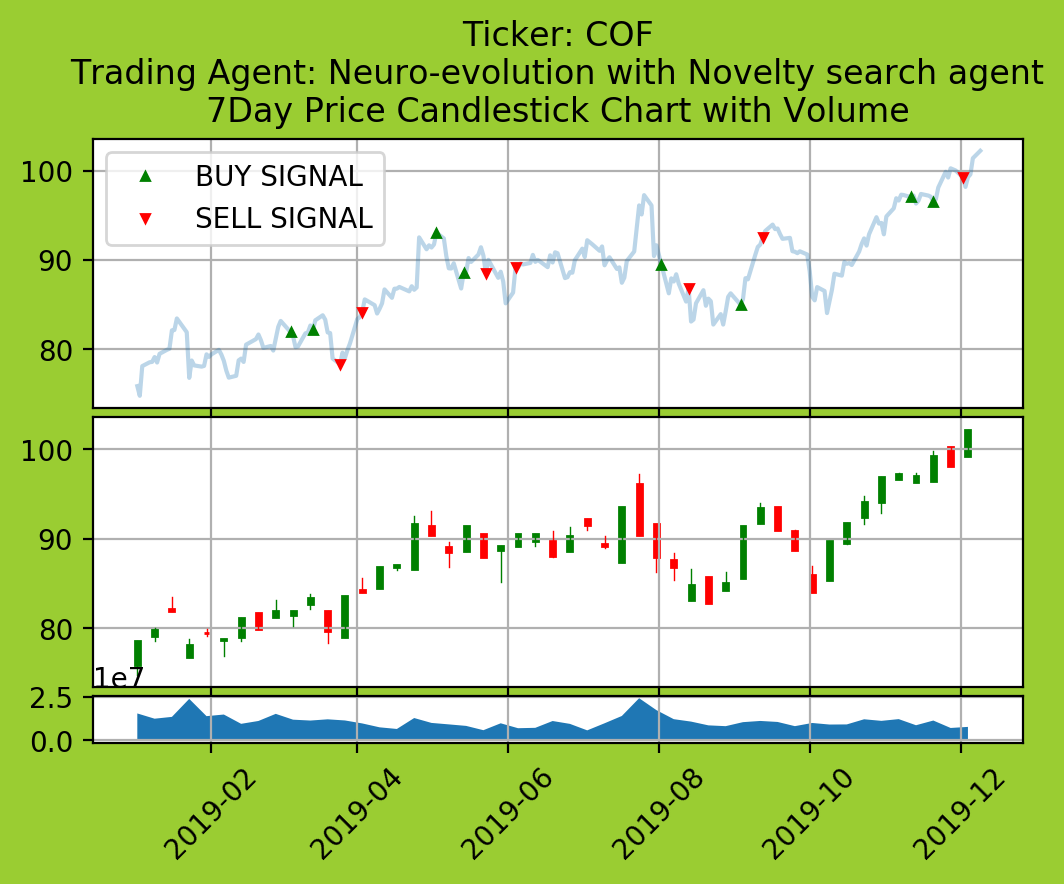 Ticker: COF
Trading Agent: Neuro-evolution with Novelty search agent
7Day Price Candlestick Chart with Volume
BUY SIGNAL
SELL SIGNAL
100
90
80
100
90
80
1e7
2.5
0.0
2019-02
2019-04
2019-06
2019-08
2019-10
2019-12